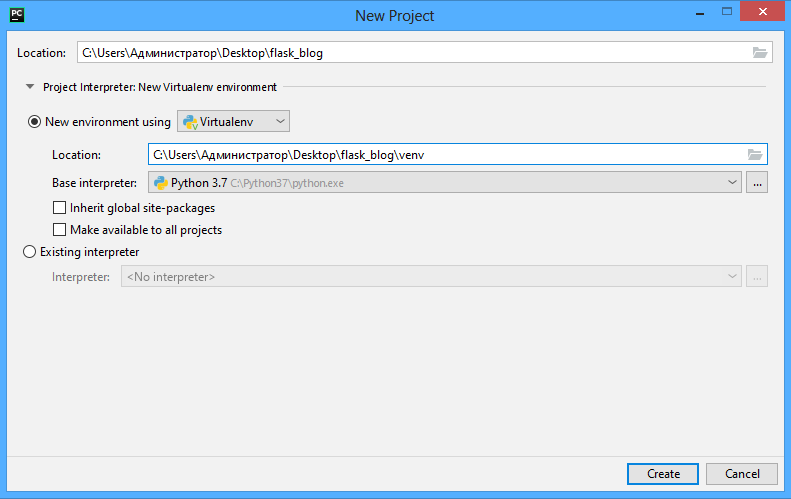 PC
New Project
Location: C:\Users\Администратор\Desktop\flask_blog
Project Interpreter: New Virtualenv environment
New environment using Virtualenv
Location: C:\Users\Администратор\Desktop\flask_blog\venv
Base interpreter: Python 3.7 C:\Python37\python.exe ...
Inherit global site-packages
Make available to all projects
Existing interpreter
Interpreter: <No interpreter> ...
Create Cancel